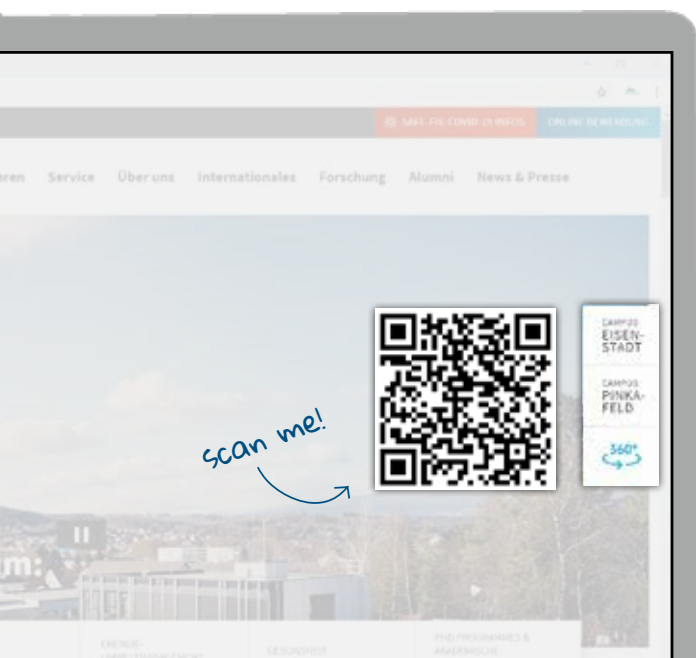 SAFE-FH: COVID-19 INFOS ONLINE BEWERBUNG
Service Über uns Internationales Forschung Alumni News & Presse
CAMPUS
EISEN-
STADT
CAMPUS
PINKA-
FELD
360°
scan me!
ENERGIE-
GESUNDHEIT
PHD PROGRAMMES &
AKADEMISCHE